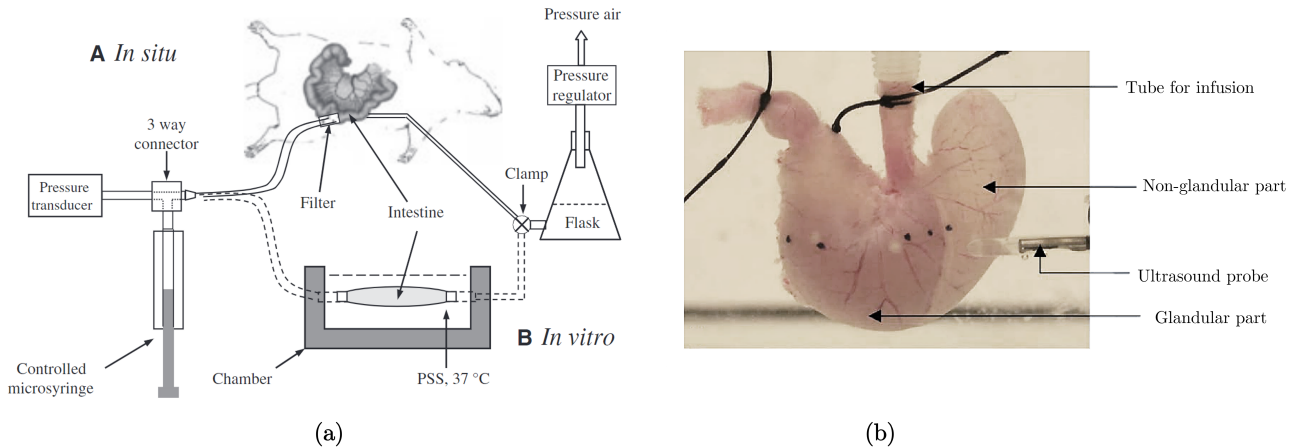 Pressure air
A In situ
Pressure
regulator
3 way
connector
Clamp
Pressure
transducer
Filter
Intestine
Flask
B In vitro
Controlled
microsyringe
Chamber
PSS, 37 °C
(a)
Tube for infusion
Non-glandular part
Ultrasound probe
Glandular part
(b)